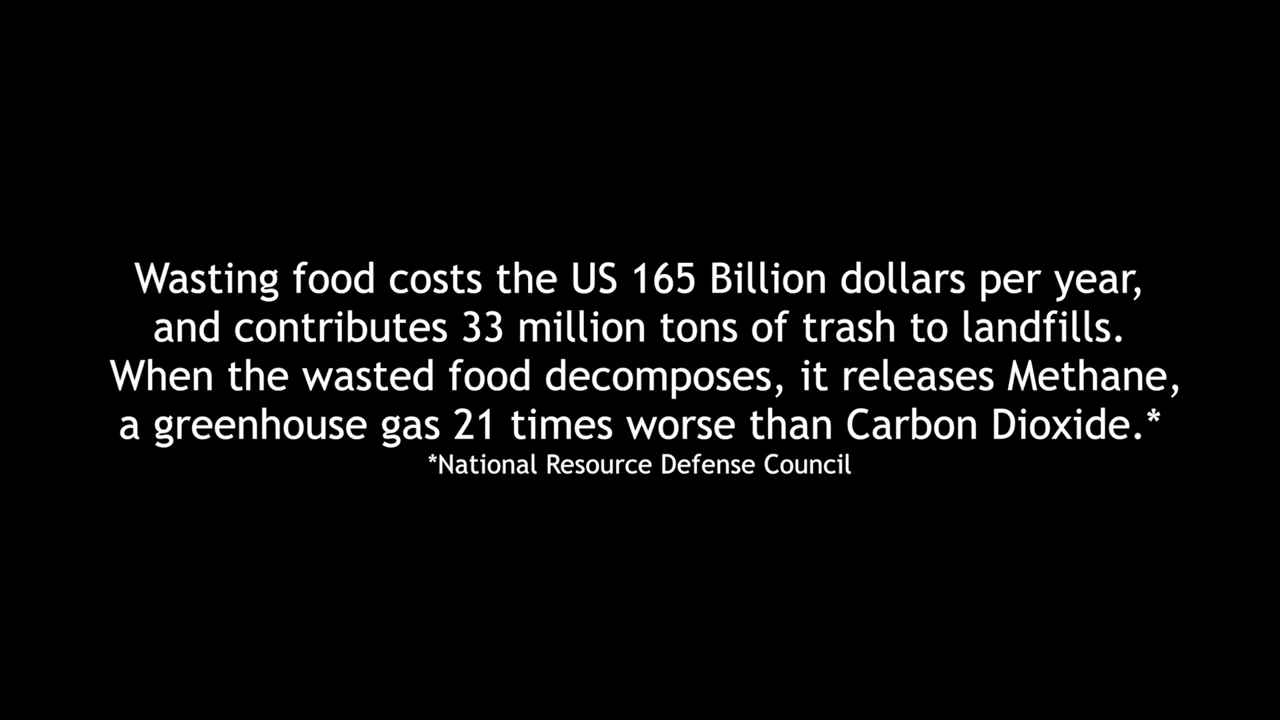 Wasting food costs the US 165 Billion dollars per year,
and contributes 33 million tons of trash to landfills.
When the wasted food decomposes, it releases Methane,
a greenhouse gas 21 times worse than Carbon Dioxide.*
*National Resource Defense Council